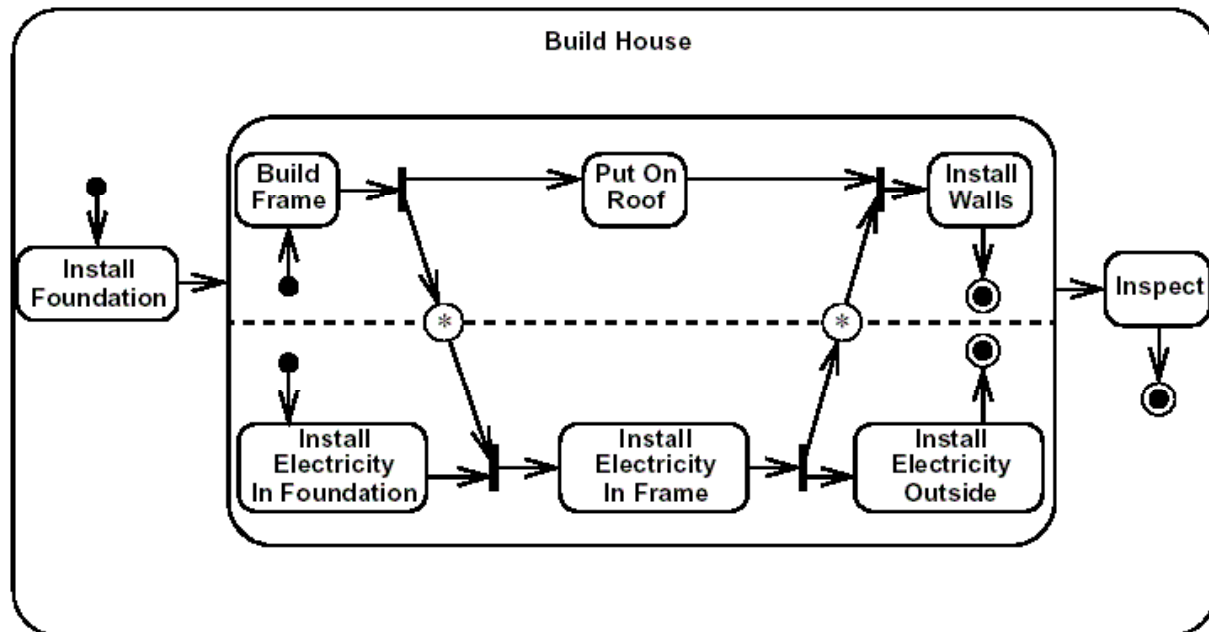 Build House
Build
Frame
Put On
Roof
Install
Walls
Install
Foundation
Inspect
*
*
Install
Electricity
In Foundation
Install
Electricity
In Frame
Install
Electricity
Outside